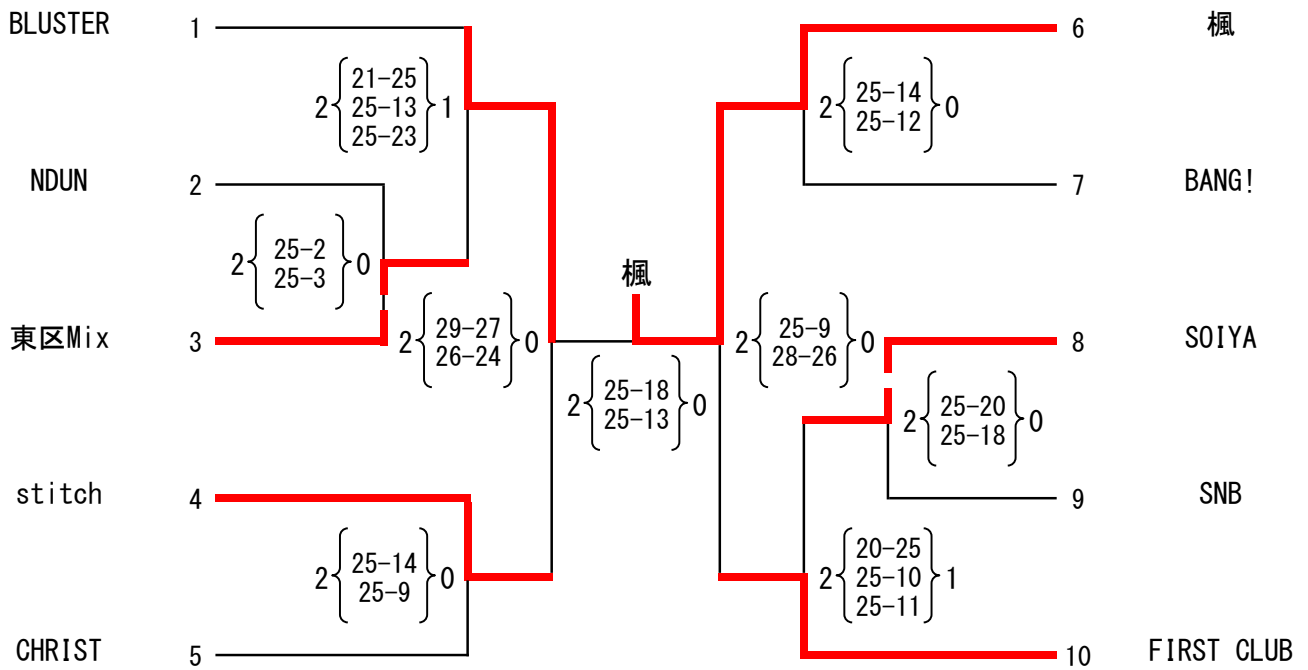 BLUSTER 1
2 21-25 1
25-13
25-23
NDUN 2
2 25-2 0
25-3
東区Mix 3
2 29-27 0
26-24
stitch 4
2 25-14 0
25-9
CHRIST 5
楓
2 25-18 0
25-13
6 楓
2 25-14 0
25-12
7 BANG!
2 25-9 0
28-26
8 SOIYA
2 25-20 0
25-18
9 SNB
2 20-25 1
25-10
25-11
10 FIRST CLUB